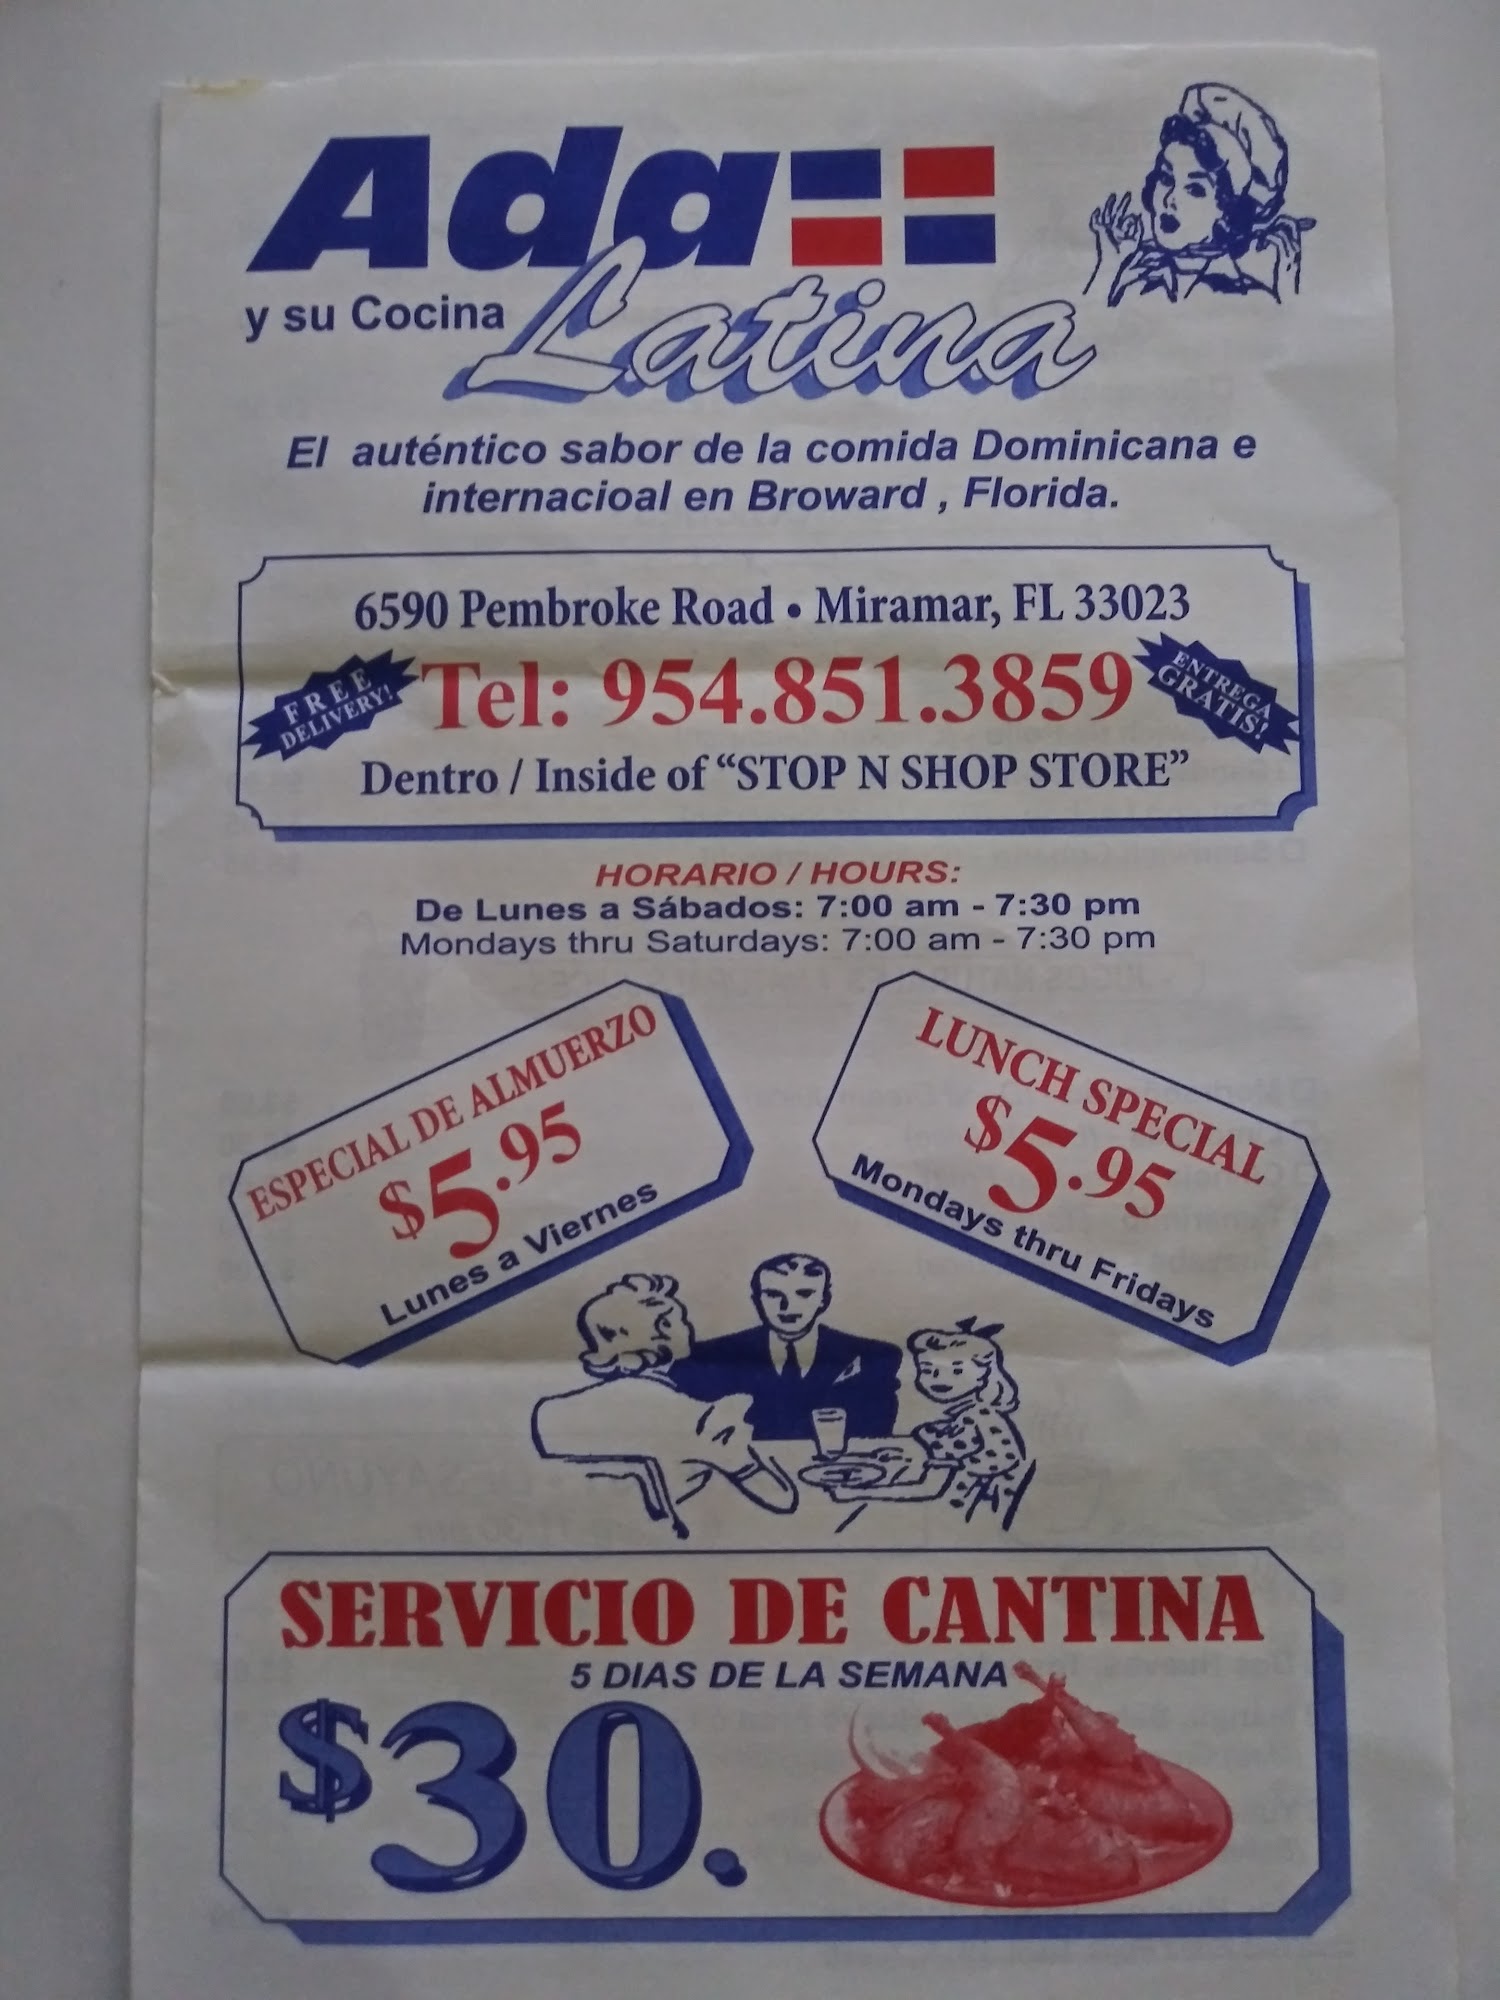 Ada
y su Cocina Latina
El auténtico sabor de la comida Dominicana e
internacioal en Broward , Florida.
6590 Pembroke Road • Miramar, FL 33023
FREE
DELIVERY!
Tel: 954.851.3859
ENTREGA
GRATIS!
Dentro / Inside of “STOP N SHOP STORE”
HORARIO / HOURS:
De Lunes a Sábados: 7:00 am - 7:30 pm
Mondays thru Saturdays: 7:00 am - 7:30 pm
ESPECIAL DE ALMUERZO
$5.95
Lunes a Viernes
LUNCH SPECIAL
$5.95
Mondays thru Fridays
SERVICIO DE CANTINA
5 DIAS DE LA SEMANA
$30.